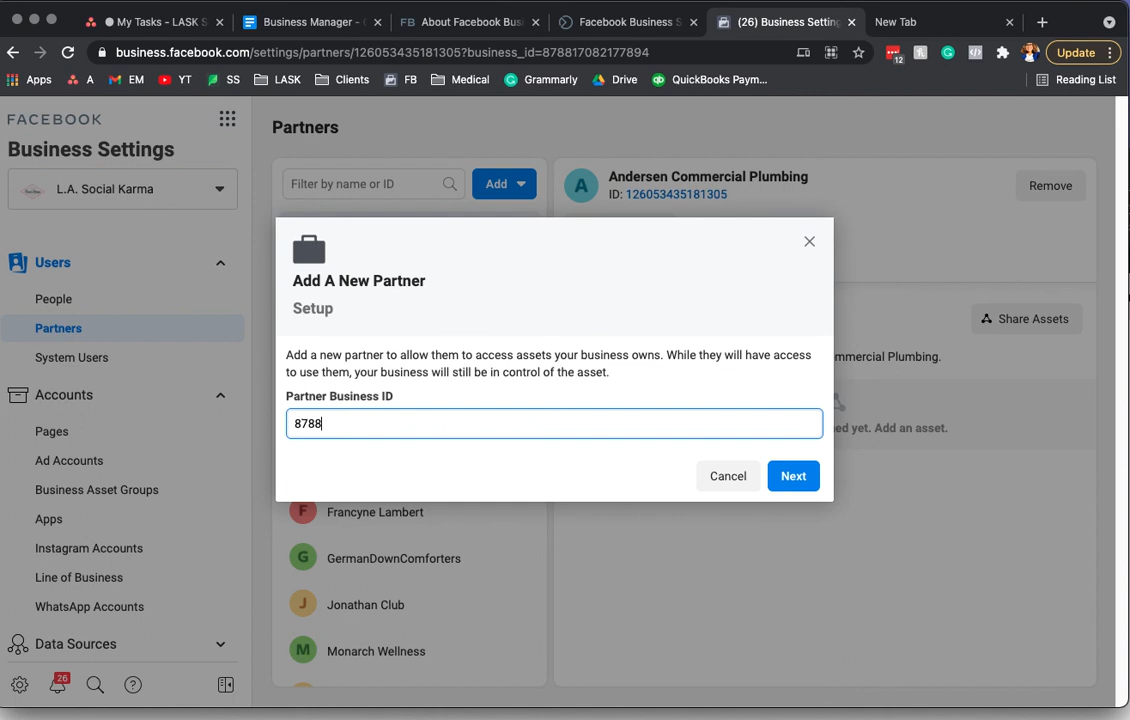 My Tasks - LASK S
Business Manager -
FB About Facebook Busi
Facebook Business S
(26) Business Settin
New Tab
business.facebook.com/settings/partners/126053435181305?business_id=878817082177894
12
Update
Apps
A
EM
YT
SS
LASK
Clients
FB
Medical
Grammarly
Drive
QuickBooks Paym...
Reading List
FACEBOOK
Business Settings
L.A. Social Karma
Users
People
Partners
System Users
Accounts
Pages
Ad Accounts
Business Asset Groups
Apps
Instagram Accounts
Line of Business
WhatsApp Accounts
Data Sources
26
Partners
Filter by name or ID
Add
A
Andersen Commercial Plumbing
ID: 126053435181305
Remove
Share Assets
mmercial Plumbing.
ed yet. Add an asset.
Add A New Partner
Setup
Add a new partner to allow them to access assets your business owns. While they will have access
to use them, your business will still be in control of the asset.
Partner Business ID
8788
Cancel
Next
F Francyne Lambert
G GermanDownComforters
J Jonathan Club
M Monarch Wellness